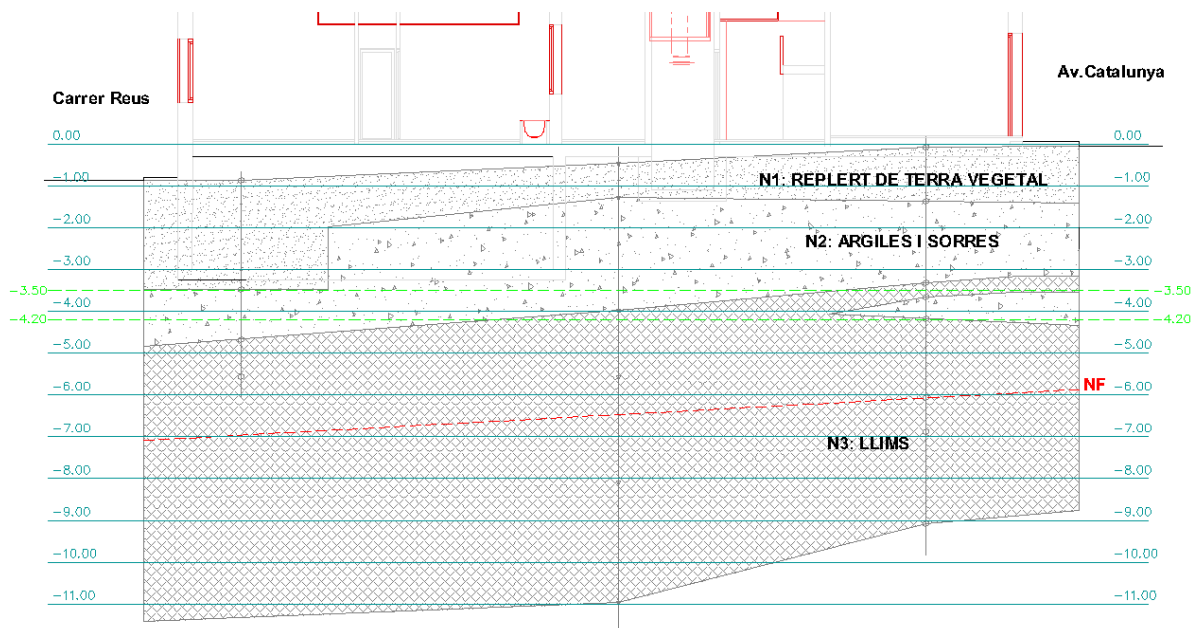 Av.Catalunya
Carrer Reus
0.00 0.00
-1.00 N1: REPLERT DE TERRA VEGETAL -1.00
-2.00 -2.00
N2: ARGILES I SORRES
-3.00 -3.00
-3.50 -3.50
-4.00 -4.00
-4.20 -4.20
-5.00 -5.00
-6.00 NF -6.00
-7.00 -7.00
N3: LLIMS
-8.00 -8.00
-9.00 -9.00
-10.00 -10.00
-11.00 -11.00